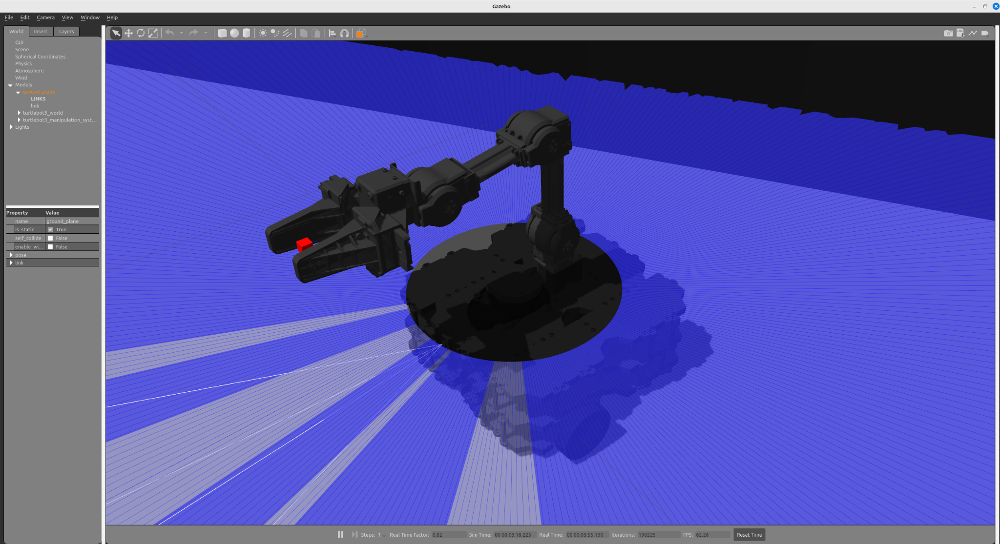 Gazebo
File Edit Camera View Window Help
World Insert Layers
GUI
Scene
Spherical Coordinates
Physics
Atmosphere
Wind
Models
ground_plane
LINKS
link
turtlebot3_world
turtlebot3_manipulation_syst...
Lights
Property Value
name ground_plane
is_static True
self_collide False
enable_wi... False
pose
link
LOG
Steps: 1 Real Time Factor: 0.82 Sim Time: 00 00:03:18.225 Real Time: 00 00:03:55.130 Iterations: 198225 FPS: 62.26 Reset Time